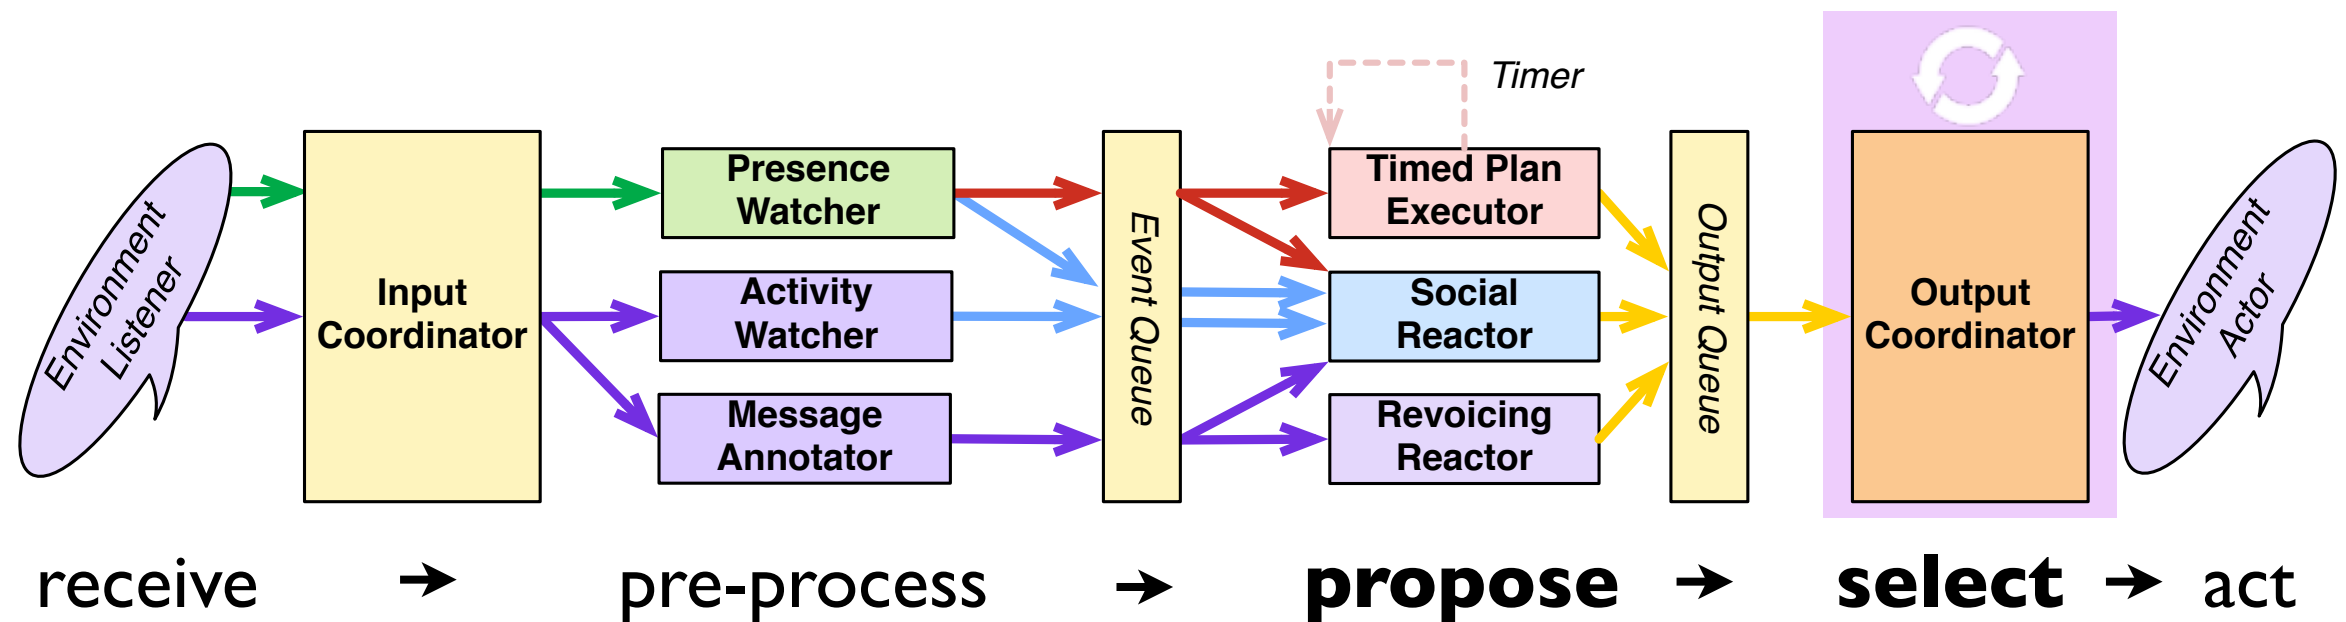 Timer
Environment
Listener
Input
Coordinator
Presence
Watcher
Activity
Watcher
Message
Annotator
Event Queue
Timed Plan
Executor
Social
Reactor
Revoicing
Reactor
Output Queue
Output
Coordinator
Environment
Actor
receive
pre-process
propose
select
act